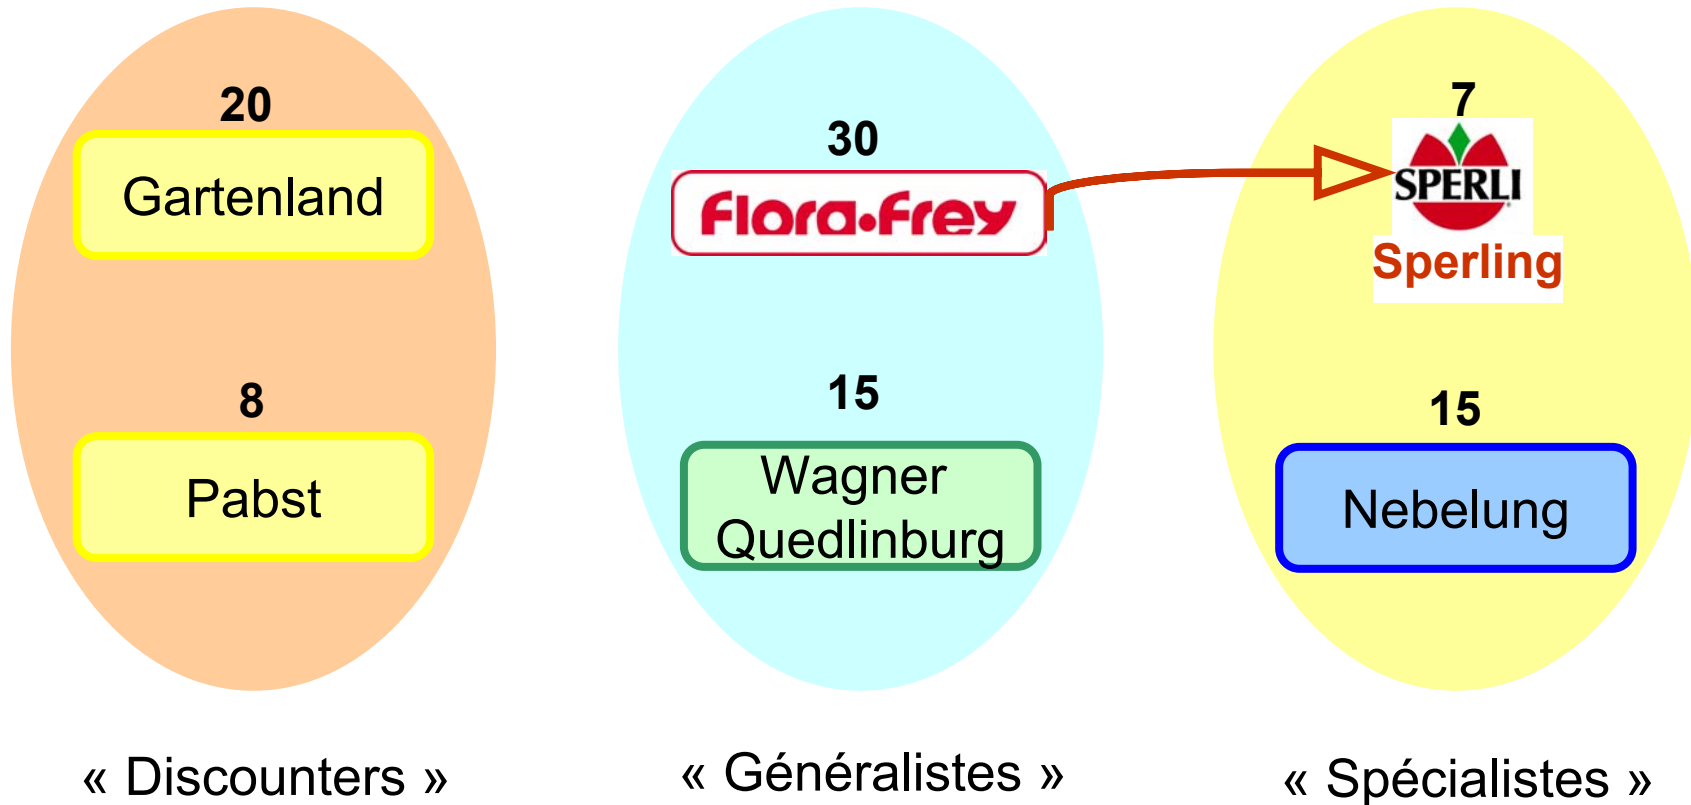 20
Gartenland
8
Pabst
« Discounters »
30
Flora•Frey
15
Wagner
Quedlinburg
« Généralistes »
7
SPERLI
Sperling
15
Nebelung
« Spécialistes »